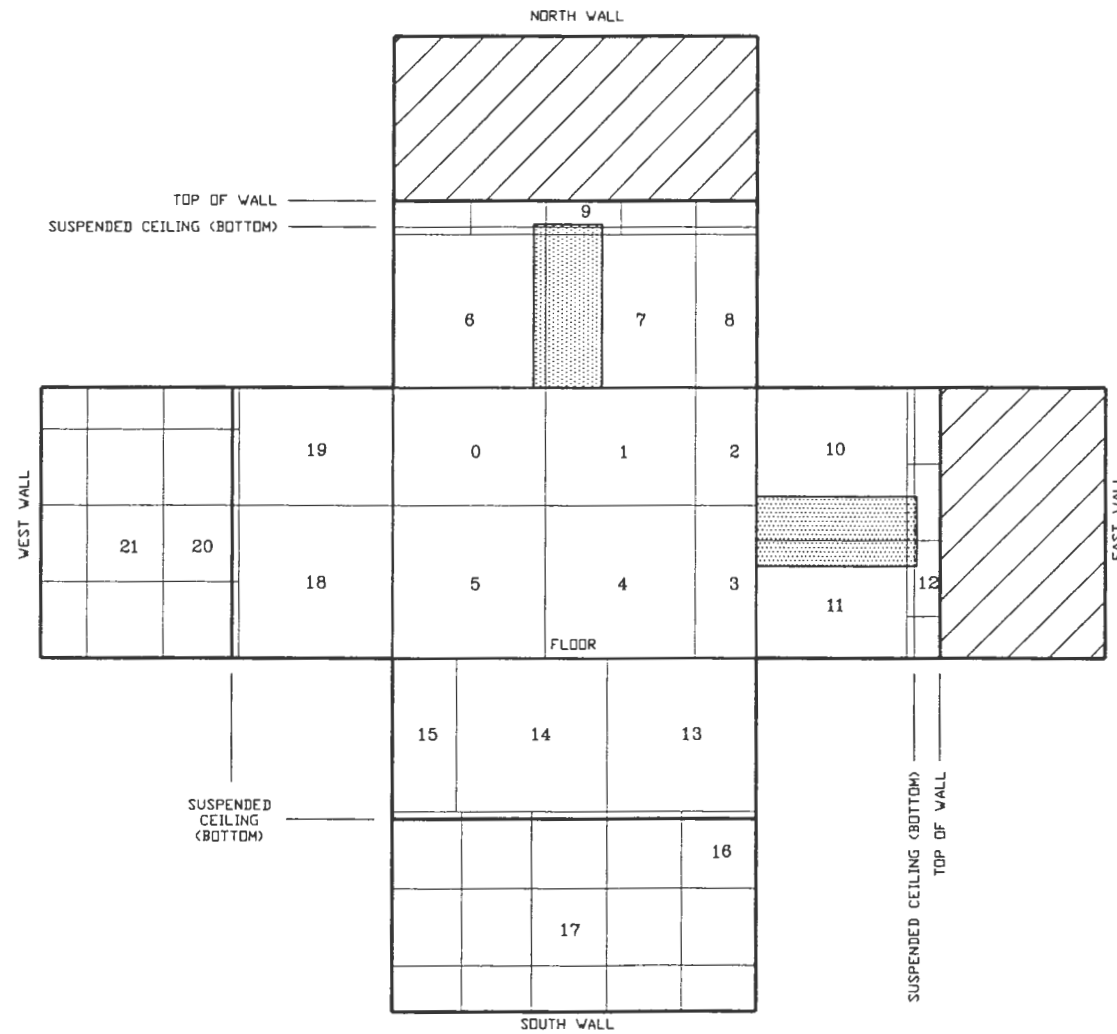 NORTH WALL
TOP OF WALL
9
SUSPENDED CEILING (BOTTOM)
6
7
8
19
0
1
2
10
WEST WALL
21
20
18
5
4
3
11
12
EAST WALL
FLOOR
15
14
13
SUSPENDED
CEILING
(BOTTOM)
16
17
SUSPENDED CEILING (BOTTOM)
TOP OF WALL
SOUTH WALL